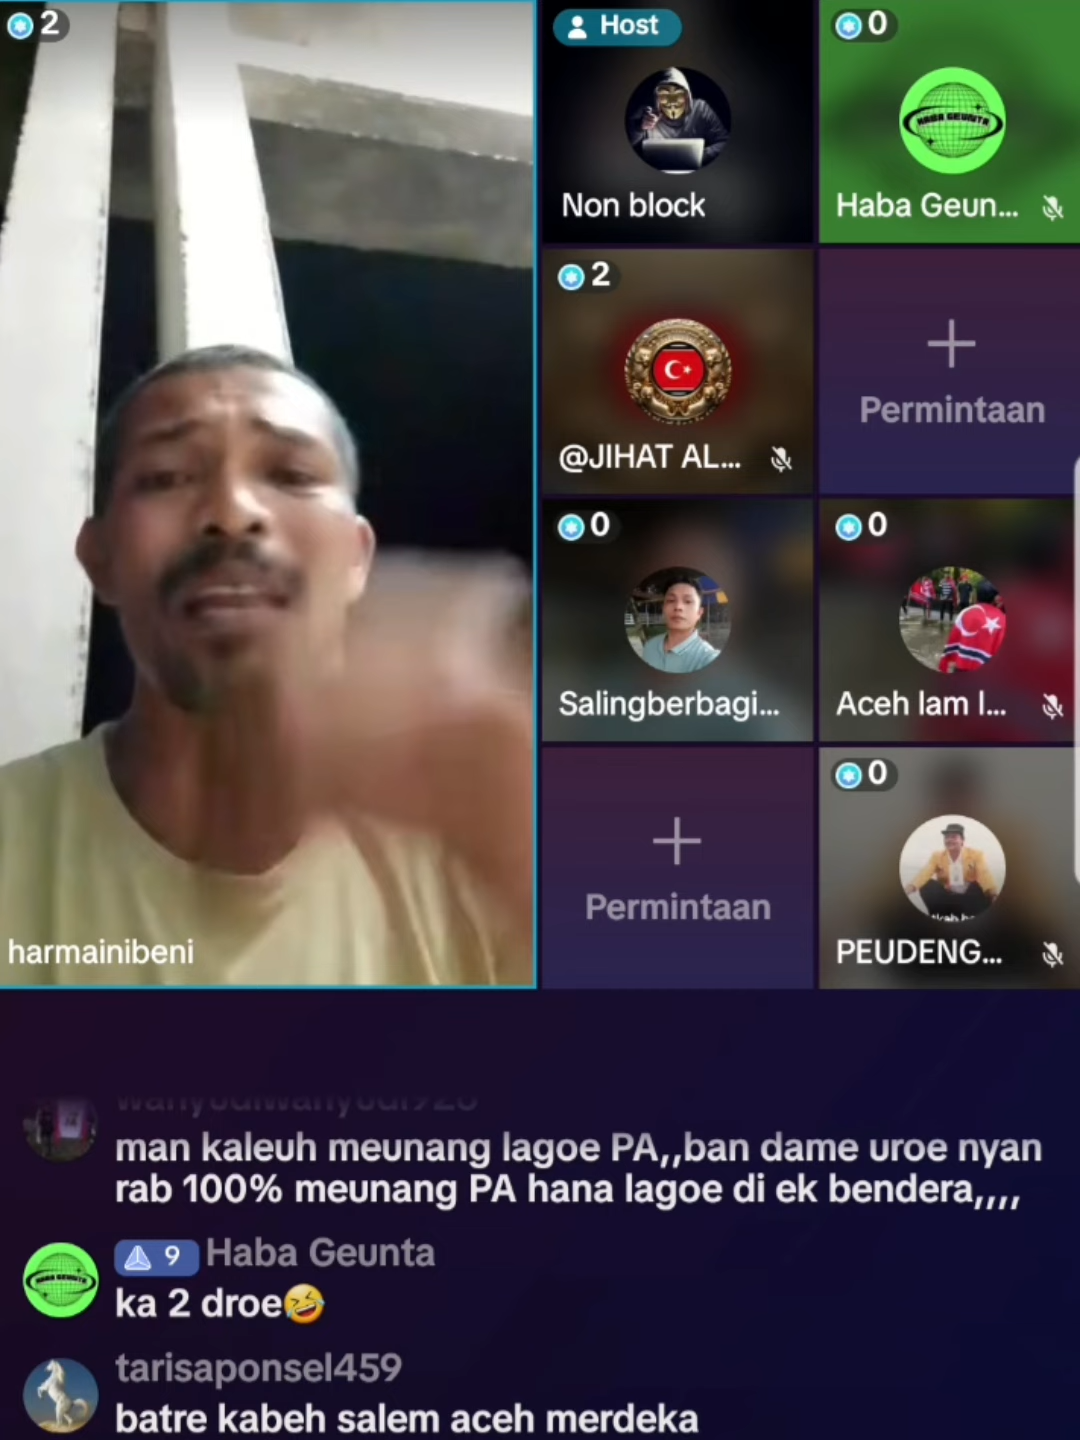 2
Host
Non block
0
HABA GEUNTA
Haba Geun...
2
@JIHAT AL...
Permintaan
0
Salingberbagi...
0
Aceh lam l...
Permintaan
0
PEUDENG...
harmainibeni
man kaleuh meunang lagoe PA,,ban dame uroe nyan
rab 100% meunang PA hana lagoe di ek bendera,,,,
9 Haba Geunta
ka 2 droe🤣
tarisaponsel459
batre kabeh salem aceh merdeka